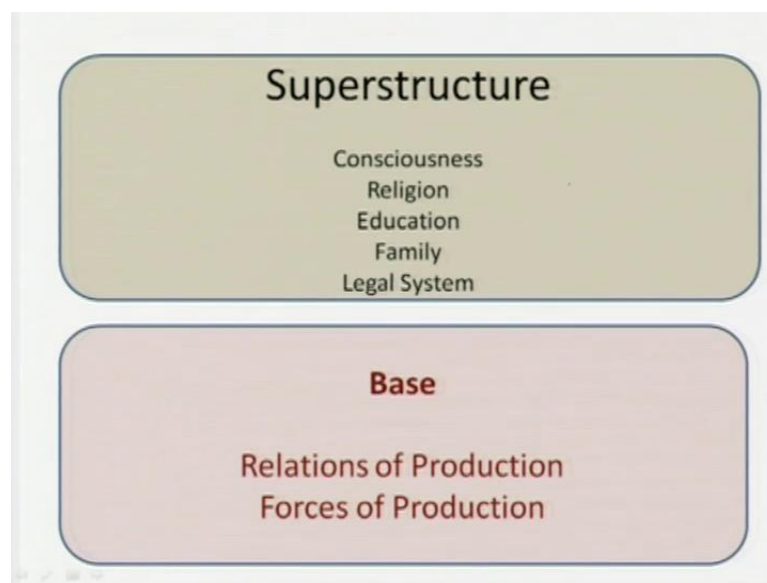 Superstructure
Consciousness
Religion
Education
Family
Legal System
Base
Relations of Production
Forces of Production